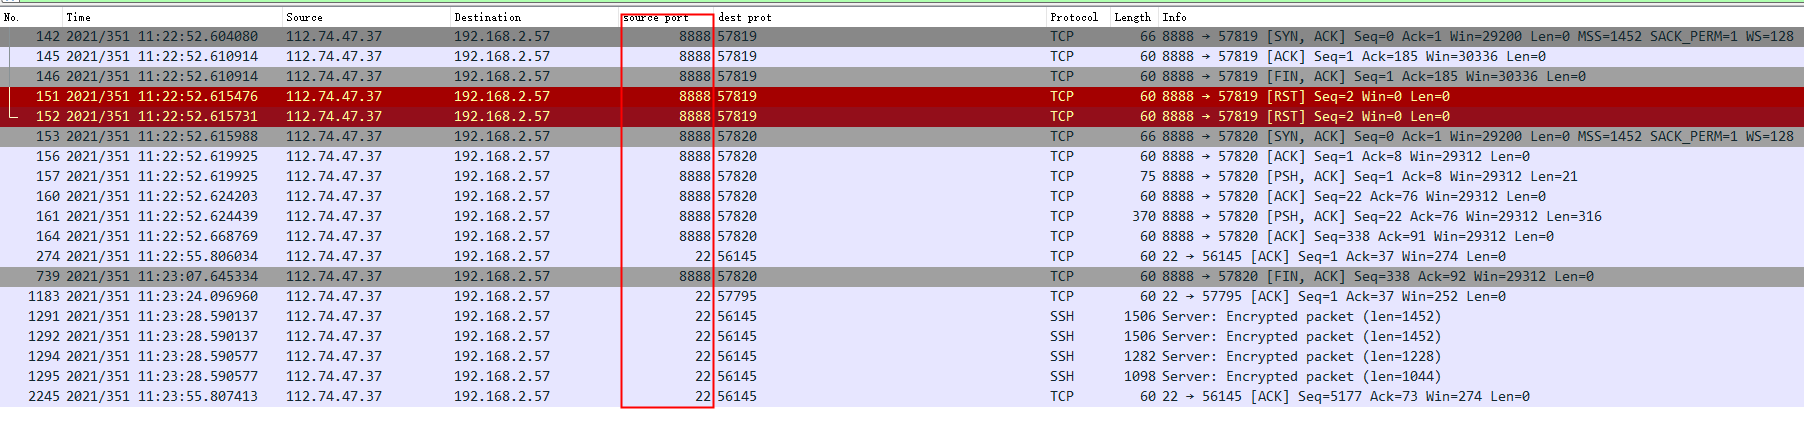 No. Time Source Destination source port dest prot Protocol Length Info
142 2021/351 11:22:52.604080 112.74.47.37 192.168.2.57 8888 57819 TCP 66 8888 → 57819 [SYN, ACK] Seq=0 Ack=1 Win=29200 Len=0 MSS=1452 SACK_PERM=1 WS=128
145 2021/351 11:22:52.610914 112.74.47.37 192.168.2.57 8888 57819 TCP 60 8888 → 57819 [ACK] Seq=1 Ack=185 Win=30336 Len=0
146 2021/351 11:22:52.610914 112.74.47.37 192.168.2.57 8888 57819 TCP 60 8888 → 57819 [FIN, ACK] Seq=1 Ack=185 Win=30336 Len=0
151 2021/351 11:22:52.615476 112.74.47.37 192.168.2.57 8888 57819 TCP 60 8888 → 57819 [RST] Seq=2 Win=0 Len=0
152 2021/351 11:22:52.615731 112.74.47.37 192.168.2.57 8888 57819 TCP 60 8888 → 57819 [RST] Seq=2 Win=0 Len=0
153 2021/351 11:22:52.615988 112.74.47.37 192.168.2.57 8888 57820 TCP 66 8888 → 57820 [SYN, ACK] Seq=0 Ack=1 Win=29200 Len=0 MSS=1452 SACK_PERM=1 WS=128
156 2021/351 11:22:52.619925 112.74.47.37 192.168.2.57 8888 57820 TCP 60 8888 → 57820 [ACK] Seq=1 Ack=8 Win=29312 Len=0
157 2021/351 11:22:52.619925 112.74.47.37 192.168.2.57 8888 57820 TCP 75 8888 → 57820 [PSH, ACK] Seq=1 Ack=8 Win=29312 Len=21
160 2021/351 11:22:52.624203 112.74.47.37 192.168.2.57 8888 57820 TCP 60 8888 → 57820 [ACK] Seq=22 Ack=76 Win=29312 Len=0
161 2021/351 11:22:52.624439 112.74.47.37 192.168.2.57 8888 57820 TCP 370 8888 → 57820 [PSH, ACK] Seq=22 Ack=76 Win=29312 Len=316
164 2021/351 11:22:52.668769 112.74.47.37 192.168.2.57 8888 57820 TCP 60 8888 → 57820 [ACK] Seq=338 Ack=91 Win=29312 Len=0
274 2021/351 11:22:55.806034 112.74.47.37 192.168.2.57 22 56145 TCP 60 22 → 56145 [ACK] Seq=1 Ack=37 Win=274 Len=0
739 2021/351 11:23:07.645334 112.74.47.37 192.168.2.57 8888 57820 TCP 60 8888 → 57820 [FIN, ACK] Seq=338 Ack=92 Win=29312 Len=0
1183 2021/351 11:23:24.096960 112.74.47.37 192.168.2.57 22 57795 TCP 60 22 → 57795 [ACK] Seq=1 Ack=37 Win=252 Len=0
1291 2021/351 11:23:28.590137 112.74.47.37 192.168.2.57 22 56145 SSH 1506 Server: Encrypted packet (len=1452)
1292 2021/351 11:23:28.590137 112.74.47.37 192.168.2.57 22 56145 SSH 1506 Server: Encrypted packet (len=1452)
1294 2021/351 11:23:28.590577 112.74.47.37 192.168.2.57 22 56145 SSH 1282 Server: Encrypted packet (len=1228)
1295 2021/351 11:23:28.590577 112.74.47.37 192.168.2.57 22 56145 SSH 1098 Server: Encrypted packet (len=1044)
2245 2021/351 11:23:55.807413 112.74.47.37 192.168.2.57 22 56145 TCP 60 22 → 56145 [ACK] Seq=5177 Ack=73 Win=274 Len=0